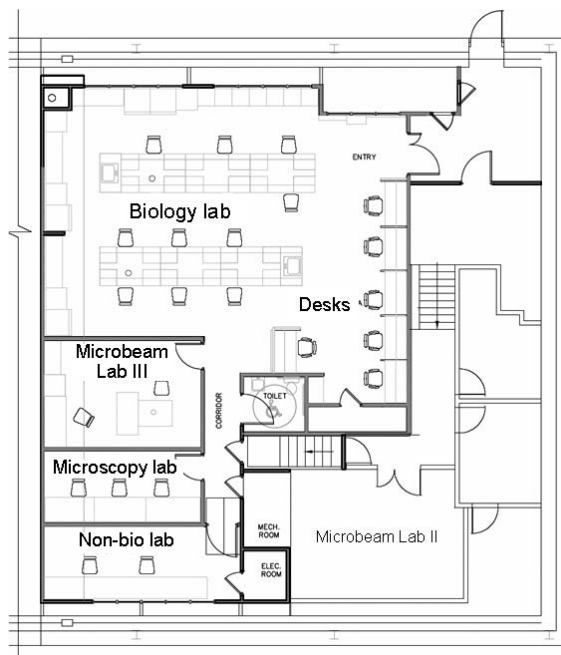 ENTRY
Biology lab
Desks
Microbeam
Lab III
TOILET
CORRIDOR
Microscopy lab
Non-bio lab
MECH.
ROOM
Microbeam Lab II
ELEC.
ROOM